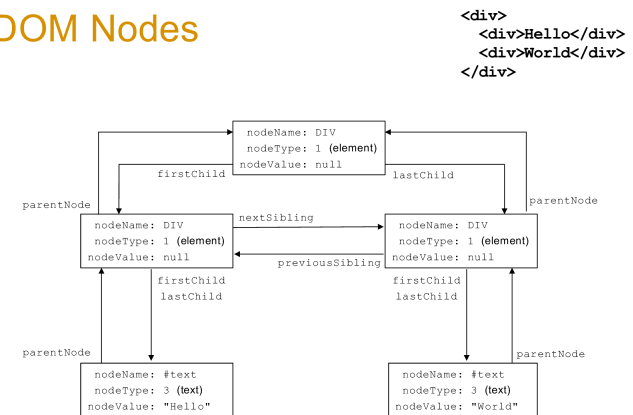 DOM Nodes
<div>
<div>Hello</div>
<div>World</div>
</div>
nodeName: DIV
nodeType: 1 (element)
nodeValue: null
firstChild
lastChild
parentNode
parentNode
nodeName: DIV
nodeType: 1 (element)
nodeValue: null
nextSibling
previousSibling
nodeName: DIV
nodeType: 1 (element)
nodeValue: null
firstChild
lastChild
firstChild
lastChild
parentNode
parentNode
nodeName: #text
nodeType: 3 (text)
nodeValue: "Hello"
nodeName: #text
nodeType: 3 (text)
nodeValue: "World"